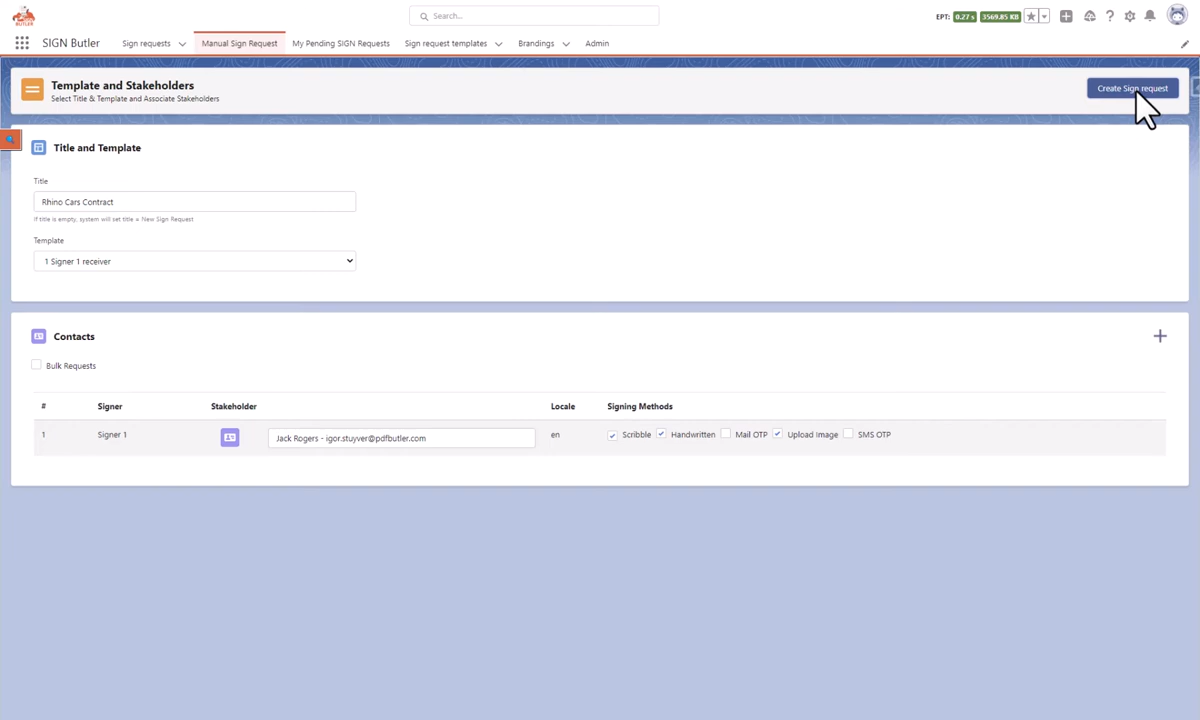 Search...
EPT: 0.27 s 3569.85 KB
BUTLER
SIGN Butler Sign requests Manual Sign Request My Pending SIGN Requests Sign request templates Brandings Admin
Template and Stakeholders
Select Title & Template and Associate Stakeholders
Create Sign request
Title and Template
Title
Rhino Cars Contract
If title is empty, system will set title = New Sign Request
Template
1 Signer 1 receiver
Contacts
Bulk Requests
# Signer Stakeholder Locale Signing Methods
1 Signer 1 Jack Rogers - igor.stuyver@pdfbutler.com en Scribble Handwritten Mail OTP Upload Image SMS OTP